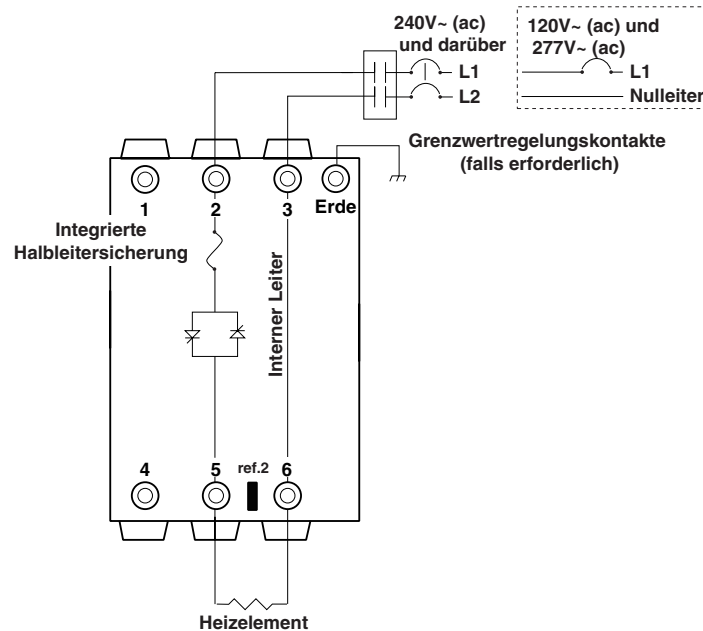 240V~ (ac)
und darüber
L1
L2
120V~ (ac) und
277V~ (ac)
L1
Nulleiter
Grenzwertregelungskontakte
(falls erforderlich)
1
2
3
Erde
Integrierte
Halbleitersicherung
Interner Leiter
4
5
ref.2
6
Heizelement